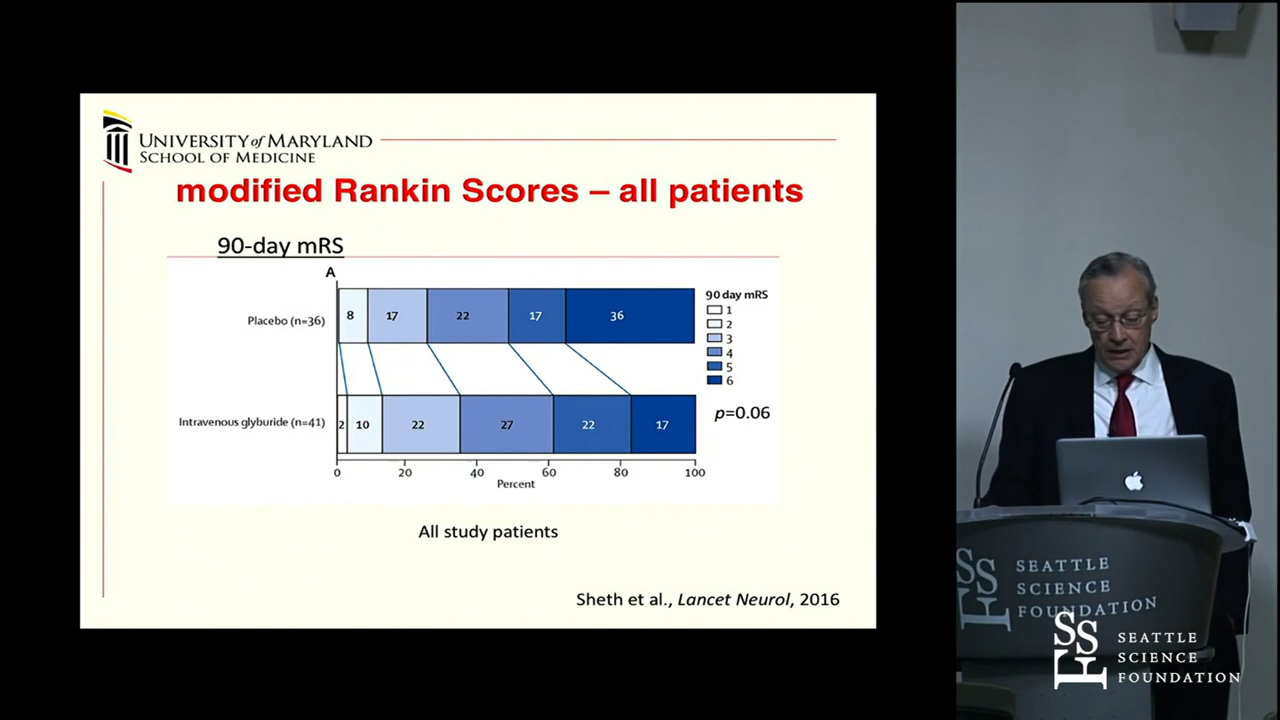 UNIVERSITY of MARYLAND
SCHOOL OF MEDICINE
modified Rankin Scores – all patients
90-day mRS
A
Placebo (n=36)
8 17 22 17 36
Intravenous glyburide (n=41)
2 10 22 27 22 17
0 20 40 60 80 100
Percent
90 day mRS
1
2
3
4
5
6
p=0.06
All study patients
Sheth et al., Lancet Neurol, 2016
SSF
SEATTLE
SCIENCE
FOUNDATION
SSF
SEATTLE
SCIENCE
FOUNDATION